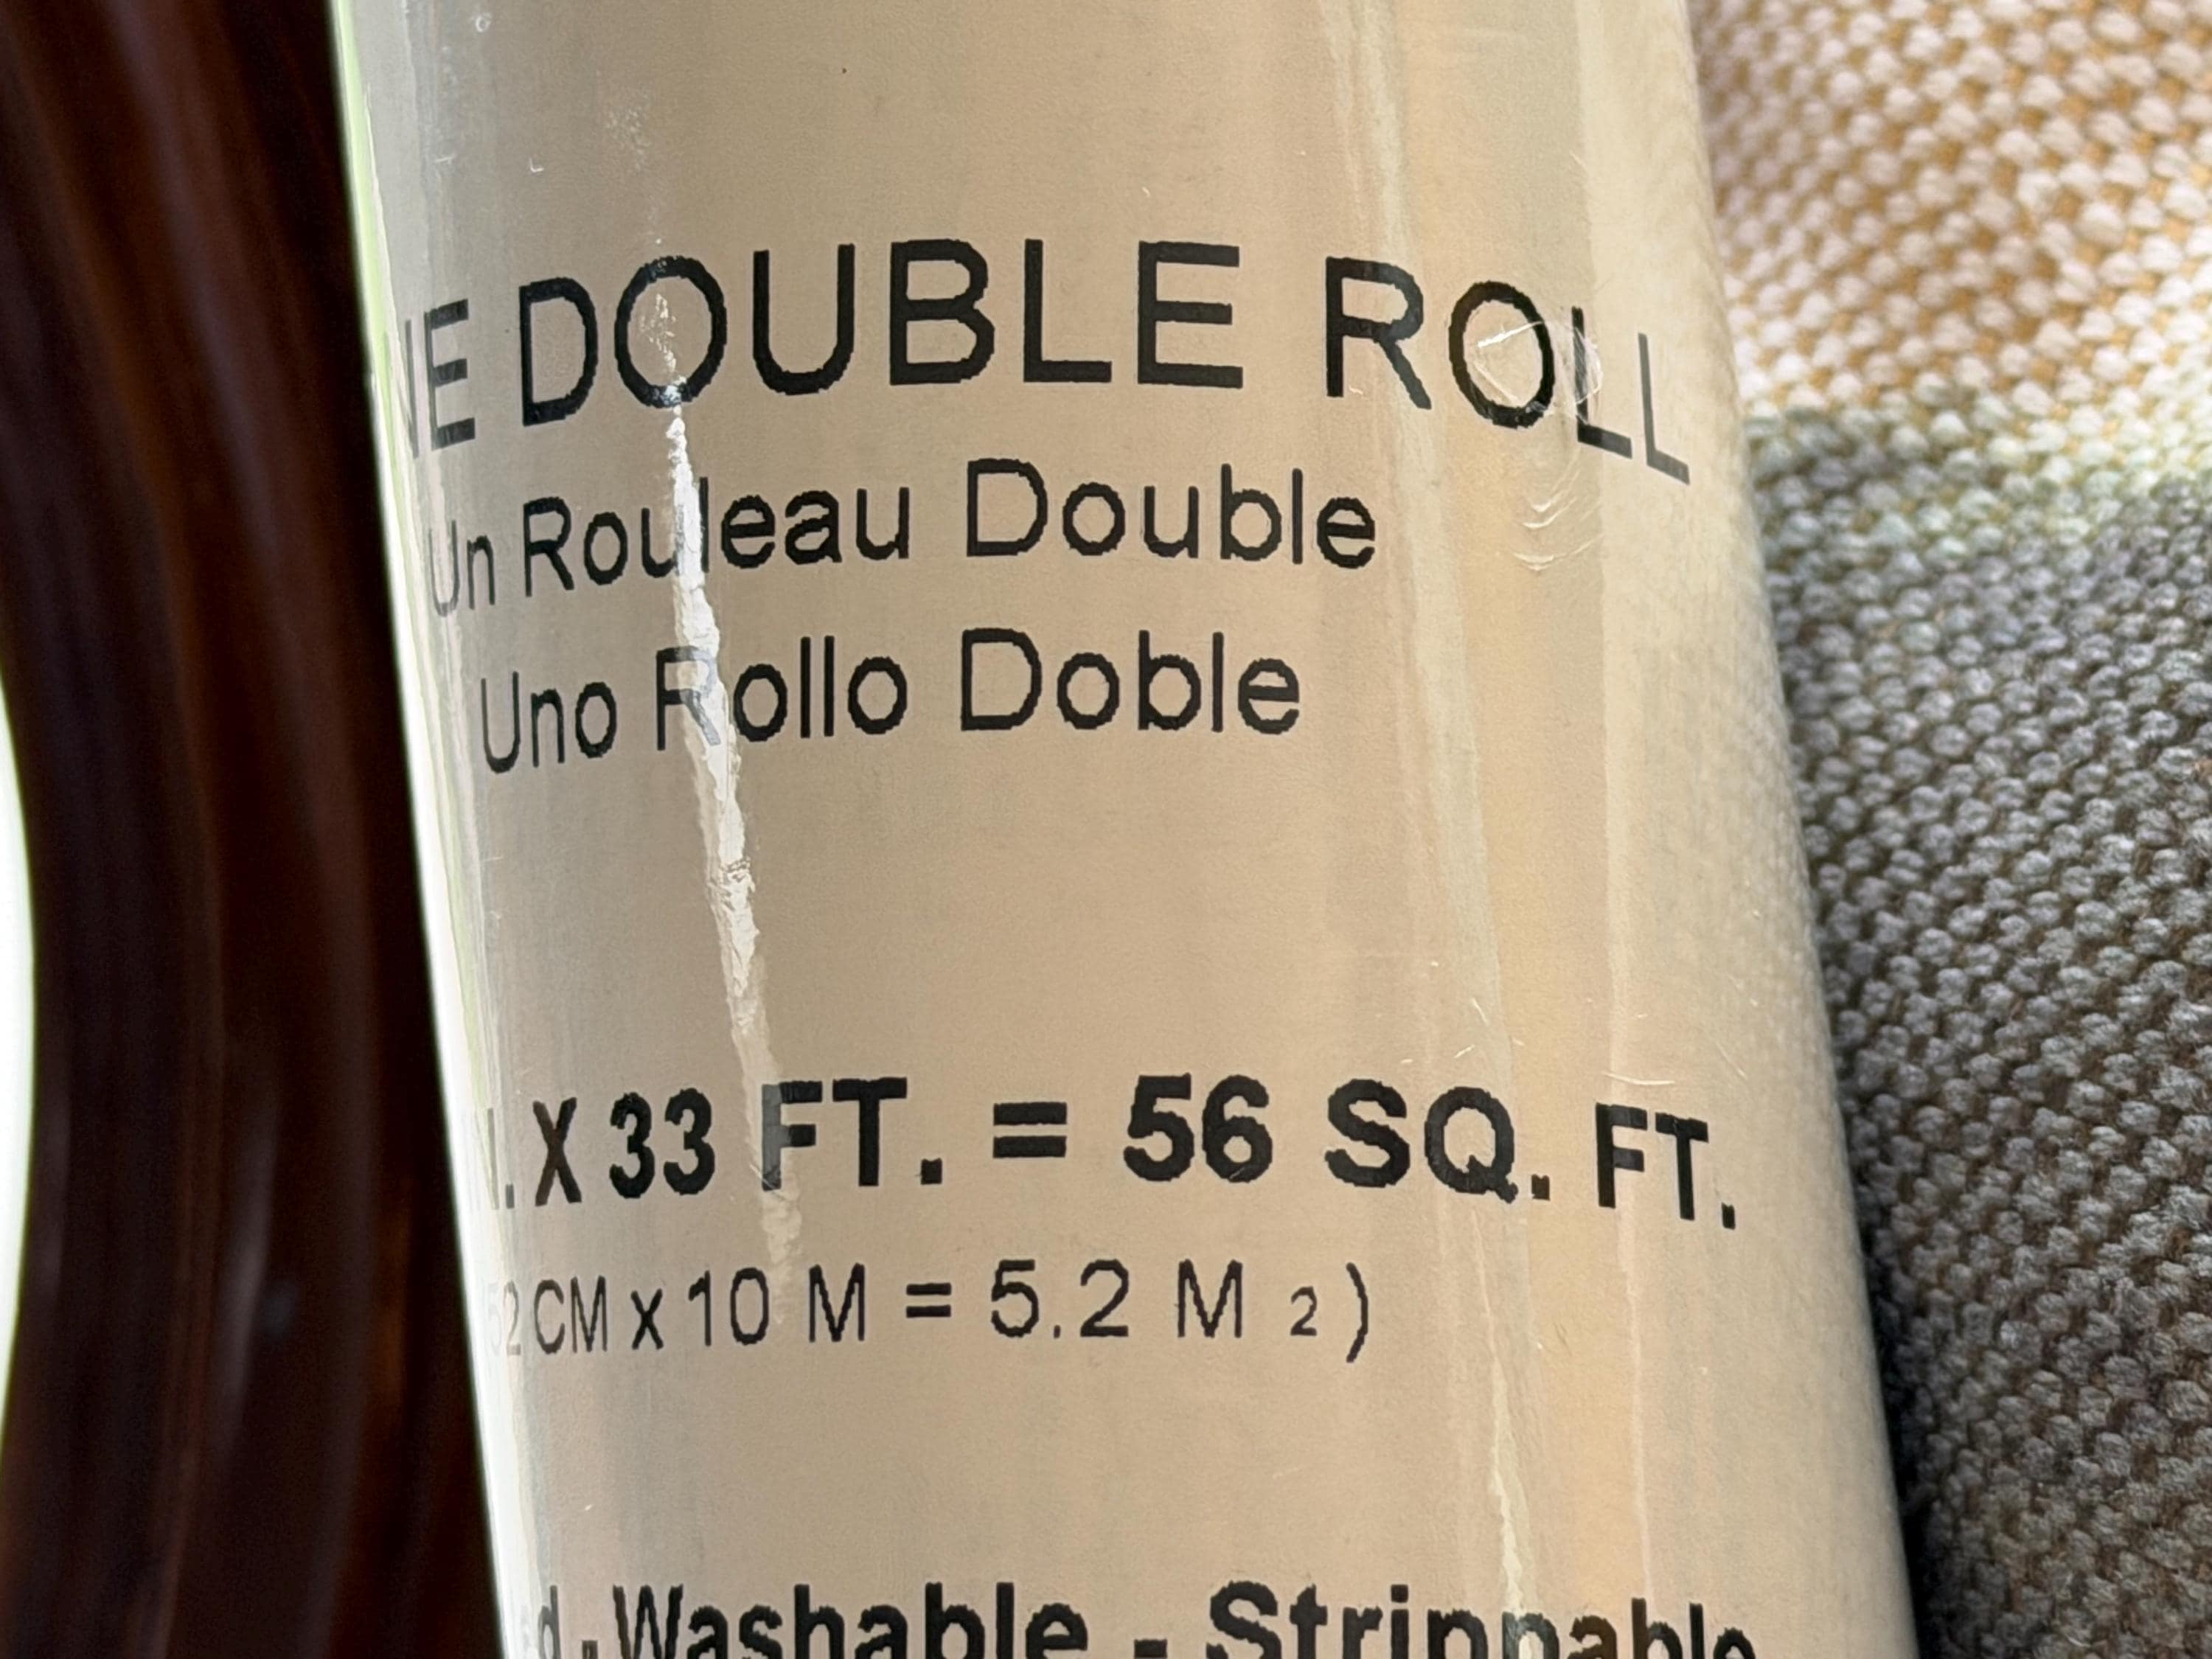 NE DOUBLE ROLL
Un Rouleau Double
Uno Rollo Doble
N. X 33 FT. = 56 SQ. FT.
52 CM x 10 M = 5.2 M 2 )
d - Washable - Strippable